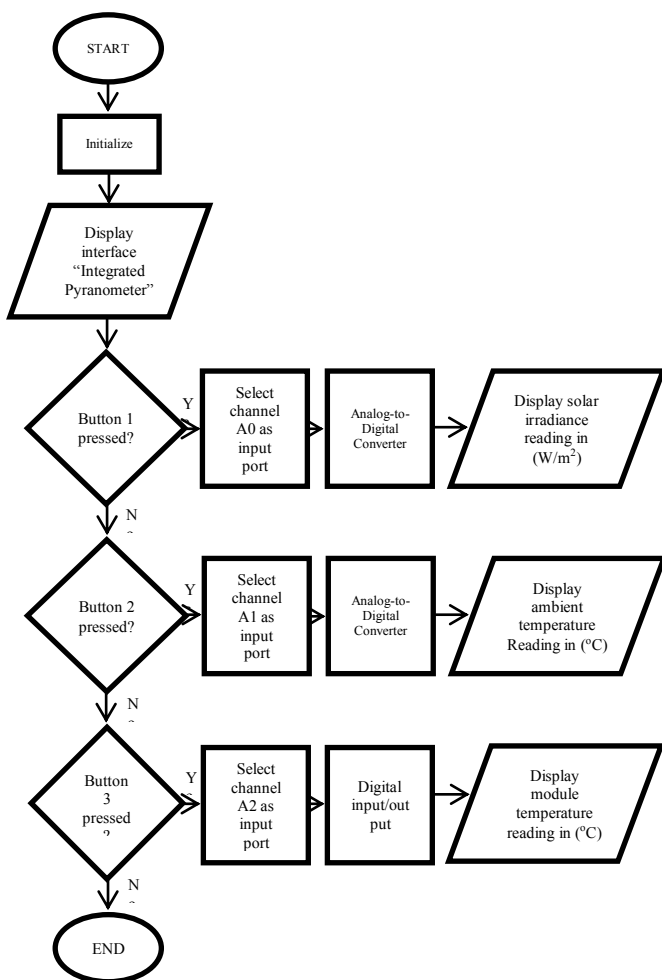 START
Initialize
Display
interface
“Integrated
Pyranometer”
Button 1
pressed?
Y
Select
channel
A0 as
input
port
Analog-to-
Digital
Converter
Display solar
irradiance
reading in
(W/m²)
N
Button 2
pressed?
Y
Select
channel
A1 as
input
port
Analog-to-
Digital
Converter
Display
ambient
temperature
Reading in (°C)
N
Button
3
pressed
?
Y
Select
channel
A2 as
input
port
Digital
input/out
put
Display
module
temperature
reading in (°C)
N
END